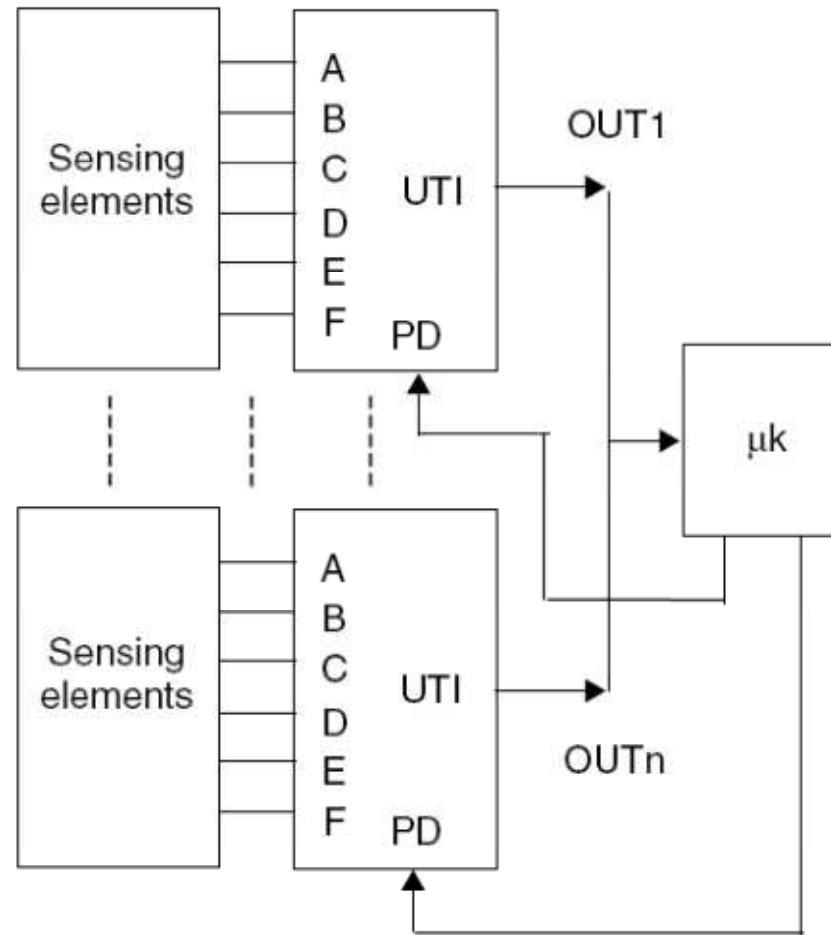 Sensing
elements
A
B
C
D
E
F
UTI
PD
OUT1
μk
Sensing
elements
A
B
C
D
E
F
UTI
PD
OUTn